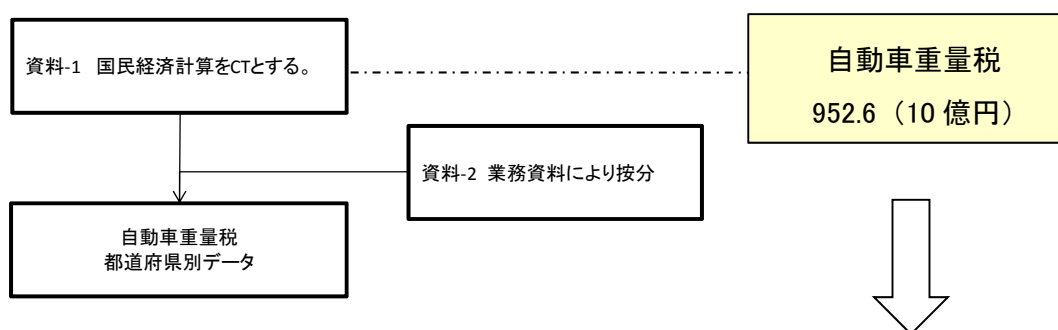 資料-1 国民経済計算をCTとする。
自動車重量税
952.6 （10 億円）
資料-2 業務資料により按分
自動車重量税
都道府県別データ